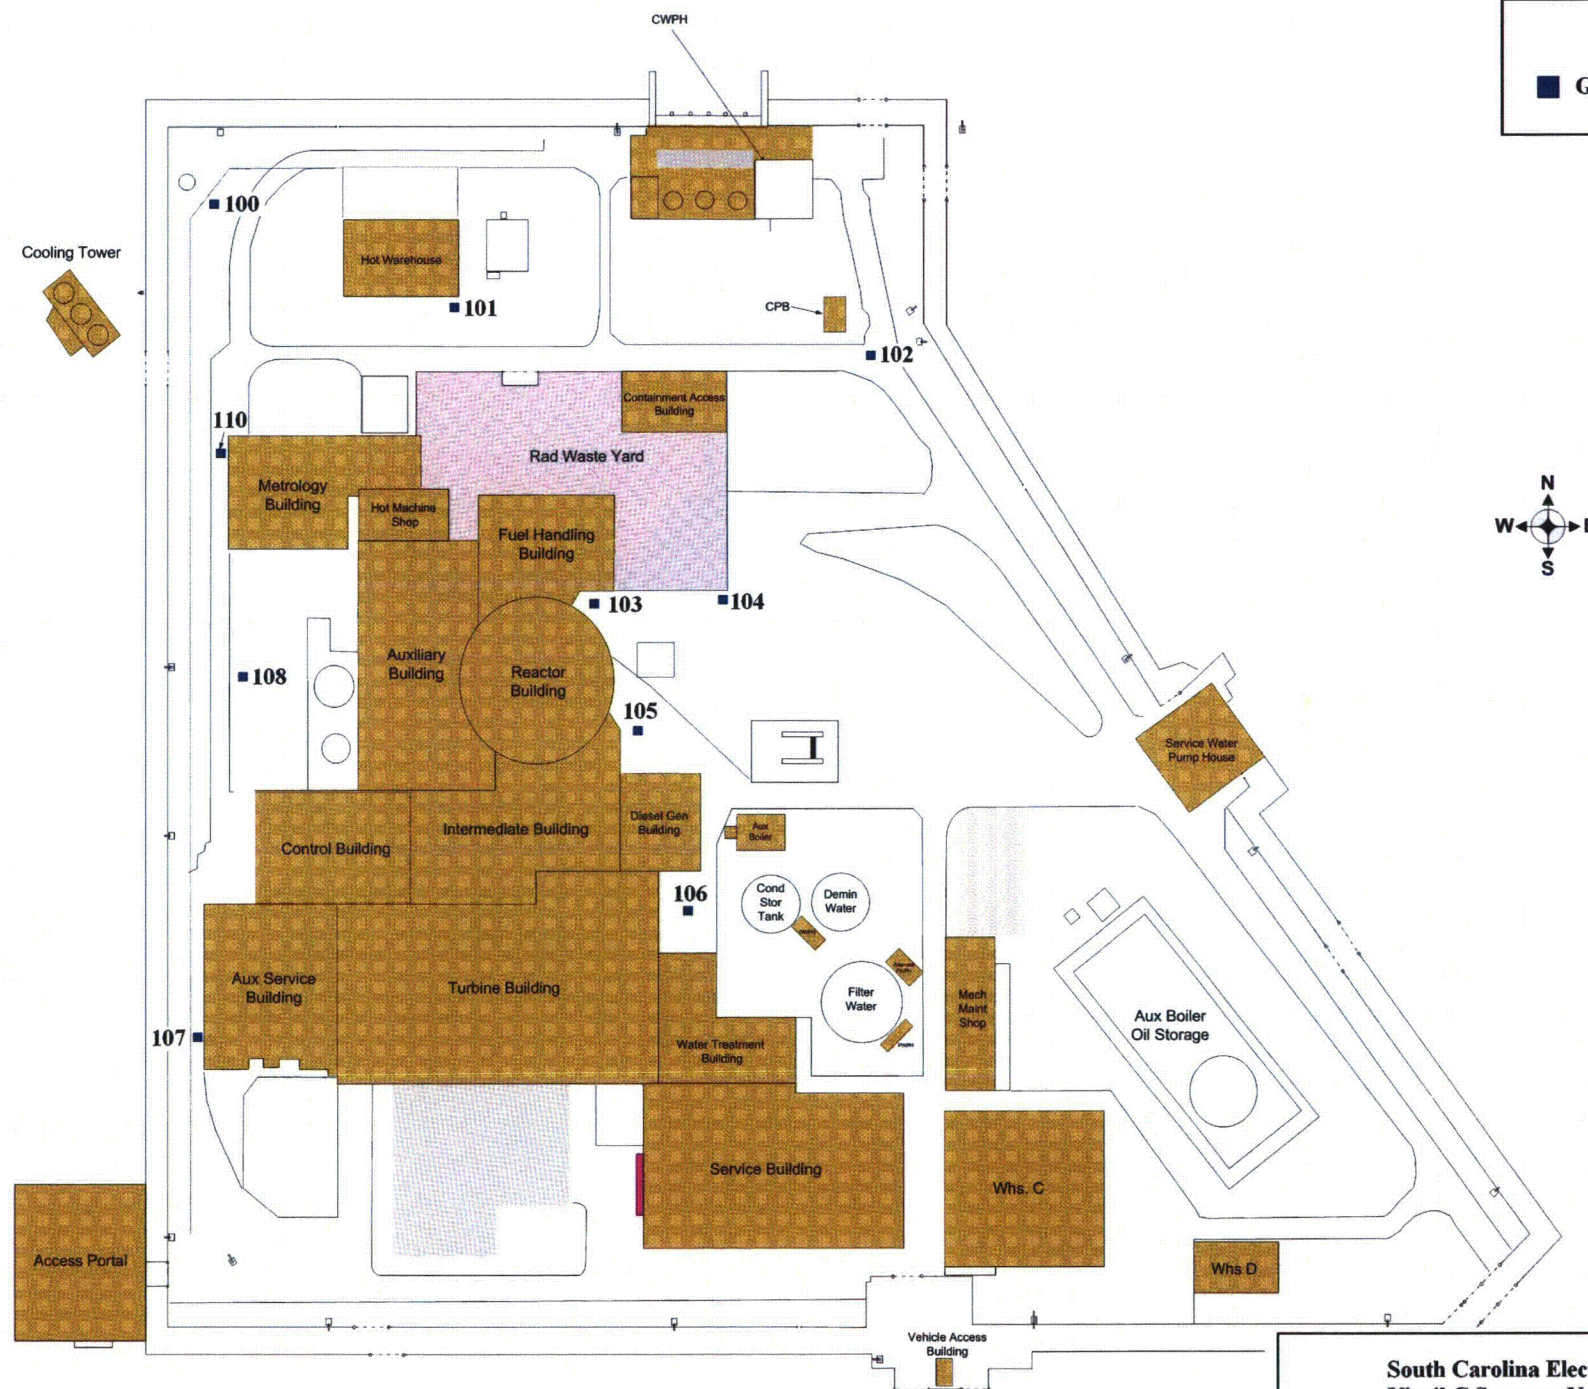 CWPH
G
100
Cooling Tower
Hot Warehouse
101
CPB
102
110
Containment Access
Building
Rad Waste Yard
Metrology
Building
Hot Machine
Shop
Fuel Handling
Building
N
W
S
103
104
Auxiliary
Building
Reactor
Building
108
105
Service Water
Pump House
Intermediate Building
Diesel Gen
Building
Aux
Boiler
Control Building
106
Cond
Stor
Tank
Demin
Water
Aux Service
Building
Turbine Building
Filter
Water
Mech
Maint
Shop
Aux Boiler
Oil Storage
107
Water Treatment
Building
Service Building
Whs. C
Access Portal
Whs D
Vehicle Access
Building
South Carolina Elec